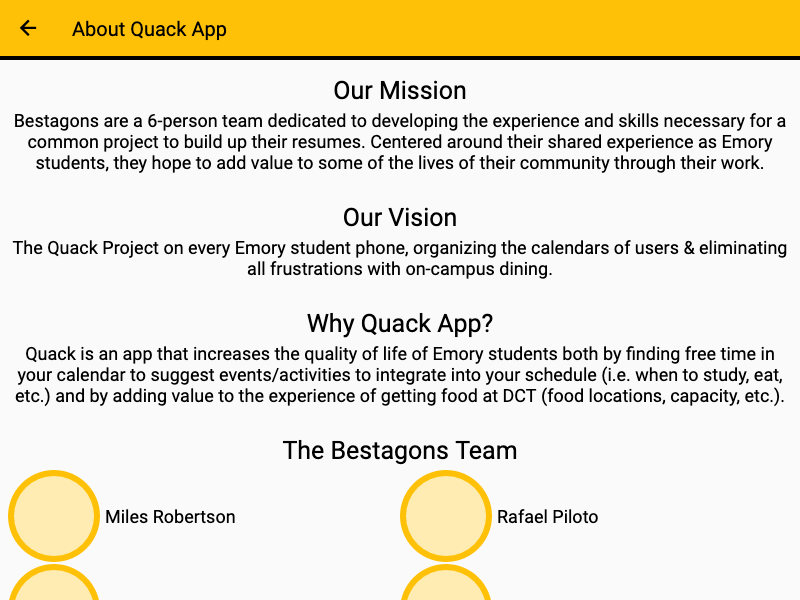 About Quack App
Our Mission
Bestagons are a 6-person team dedicated to developing the experience and skills necessary for a
common project to build up their resumes. Centered around their shared experience as Emory
students, they hope to add value to some of the lives of their community through their work.
Our Vision
The Quack Project on every Emory student phone, organizing the calendars of users & eliminating
all frustrations with on-campus dining.
Why Quack App?
Quack is an app that increases the quality of life of Emory students both by finding free time in
your calendar to suggest events/activities to integrate into your schedule (i.e. when to study, eat,
etc.) and by adding value to the experience of getting food at DCT (food locations, capacity, etc.).
The Bestagons Team
Miles Robertson
Rafael Piloto